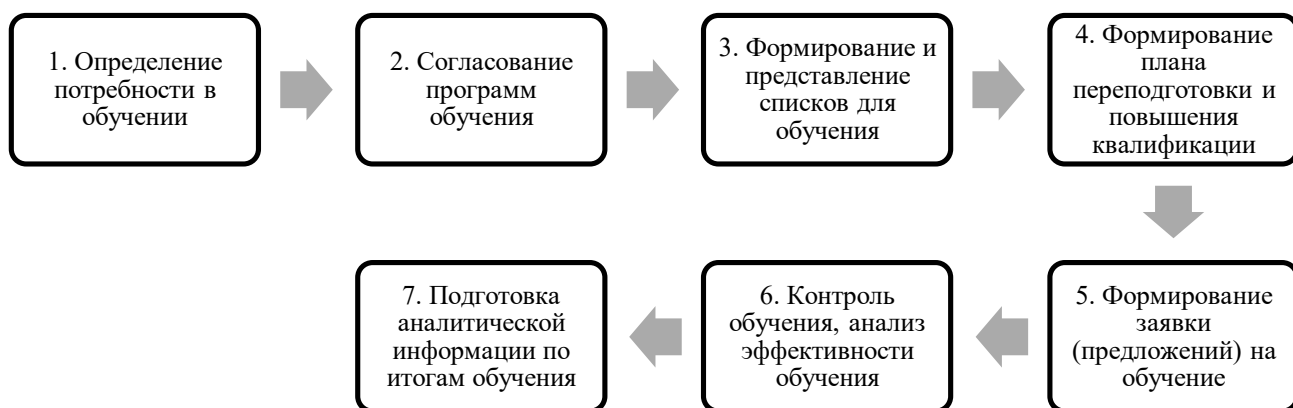 1. Определение
потребности в
обучении
2. Согласование
программ
обучения
3. Формирование и
представление
списков для
обучения
4. Формирование
плана
переподготовки и
повышения
квалификации
5. Формирование
заявки
(предложений) на
обучение
6. Контроль
обучения, анализ
эффективности
обучения
7. Подготовка
аналитической
информации по
итогам обучения